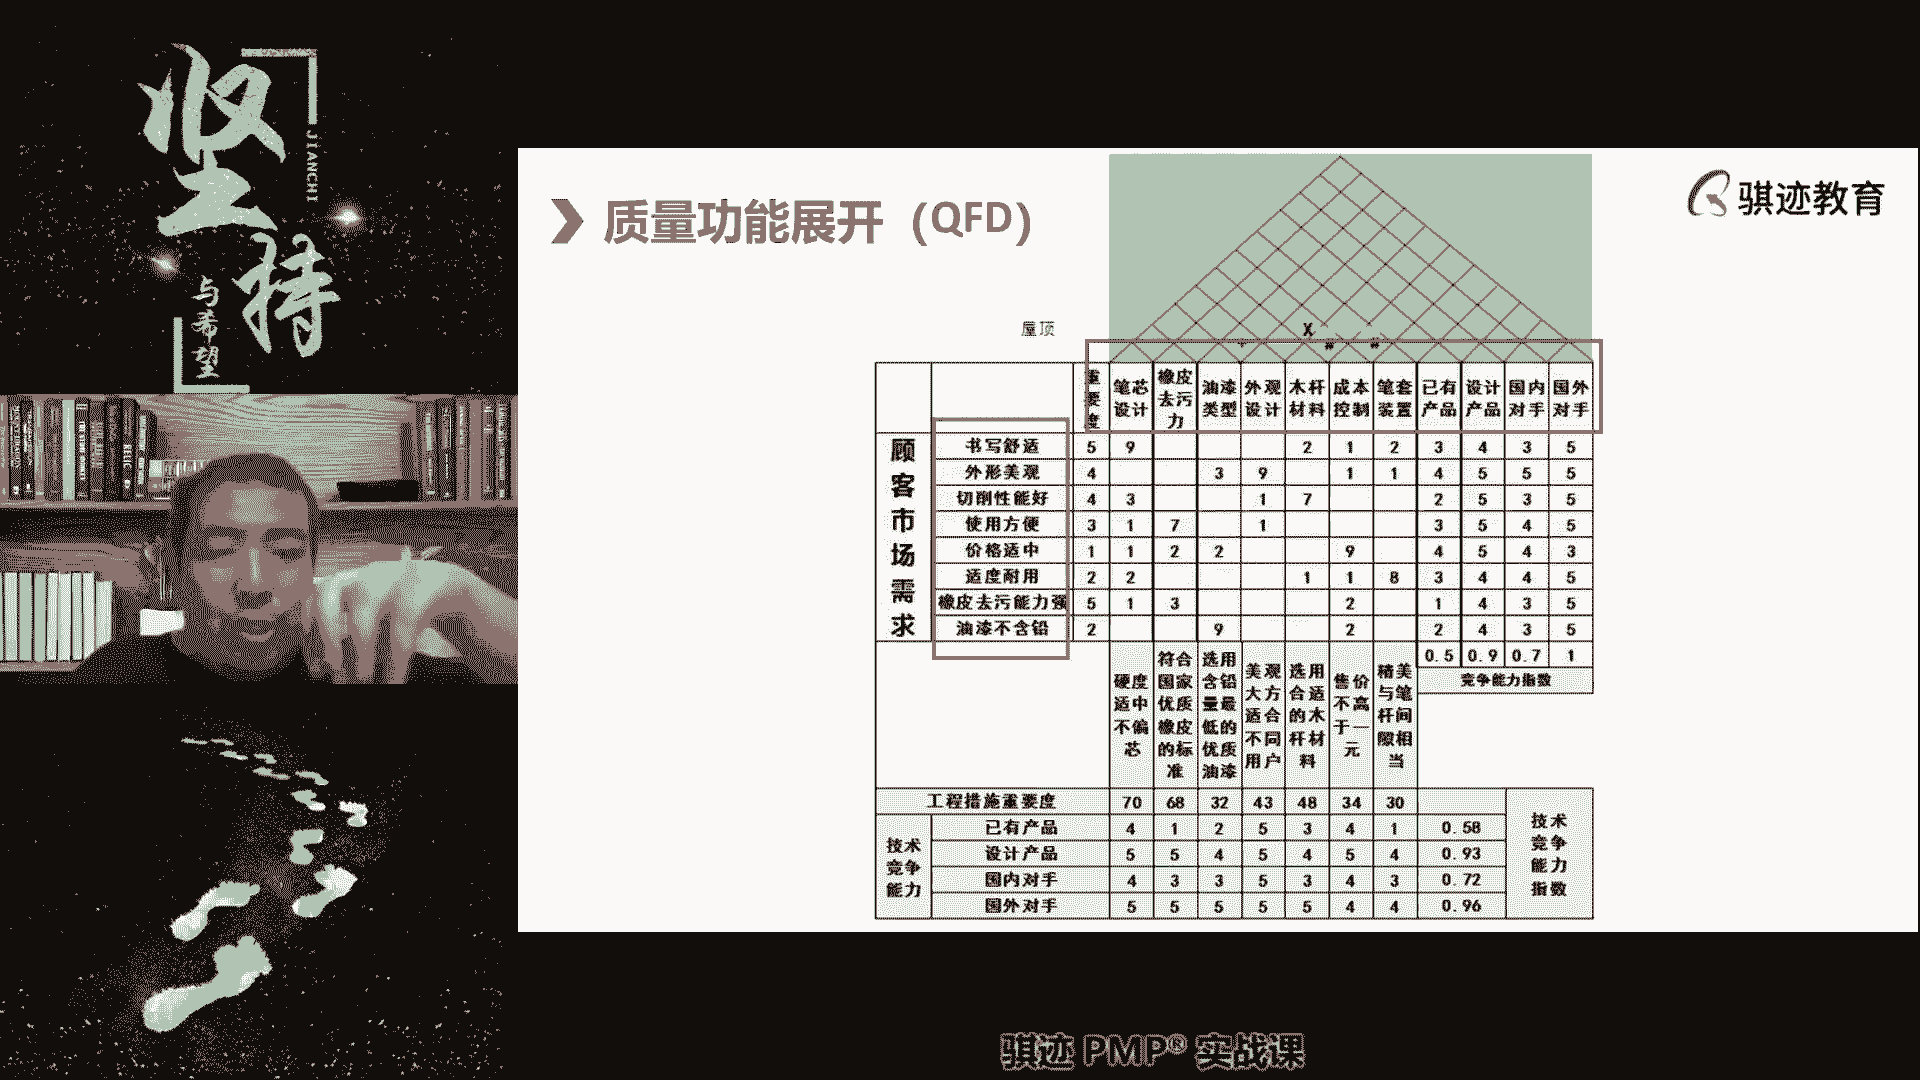 坚持
JIANCHI
与希望
质量功能展开（QFD）
骐迹教育
屋顶
重要度 笔芯设计 橡皮去污力 油漆类型 外观设计 木杆材料 成本控制 笔套装置 已有产品 设计产品 国内对手 国外对手
顾客市场需求
书写舒适 5 9 2 1 2 3 4 3 5
外形美观 4 3 9 1 1 4 5 5 5
切削性能好 4 3 1 7 2 5 3 5
使用方便 3 1 7 1 3 5 4 5
价格适中 1 1 2 2 9 4 5 4 3
适度耐用 2 2 1 1 8 3 4 4 5
橡皮去污能力强 5 1 3 2 1 4 3 5
油漆不含铅 2 9 2 2 4 3 5
0.5 0.9 0.7 1
竞争能力指数
硬度适中不偏芯 符合国家优质橡皮的标准 选用含铅量最低的优质油漆 美观大方适合不同用户 选用合适的木杆材料 售价不高于一元 精美与笔杆间隙相当
工程措施重要度 70 68 32 43 48 34 30
技术竞争能力
已有产品 4 1 2 5 3 4 1 0.58
设计产品 5 5 4 5 4 5 4 0.93
国内对手 4 3 3 5 3 4 3 0.72
国外对手 5 5 5 5 5 4 4 0.96
技术竞争能力指数
骐迹 PMP® 实战课